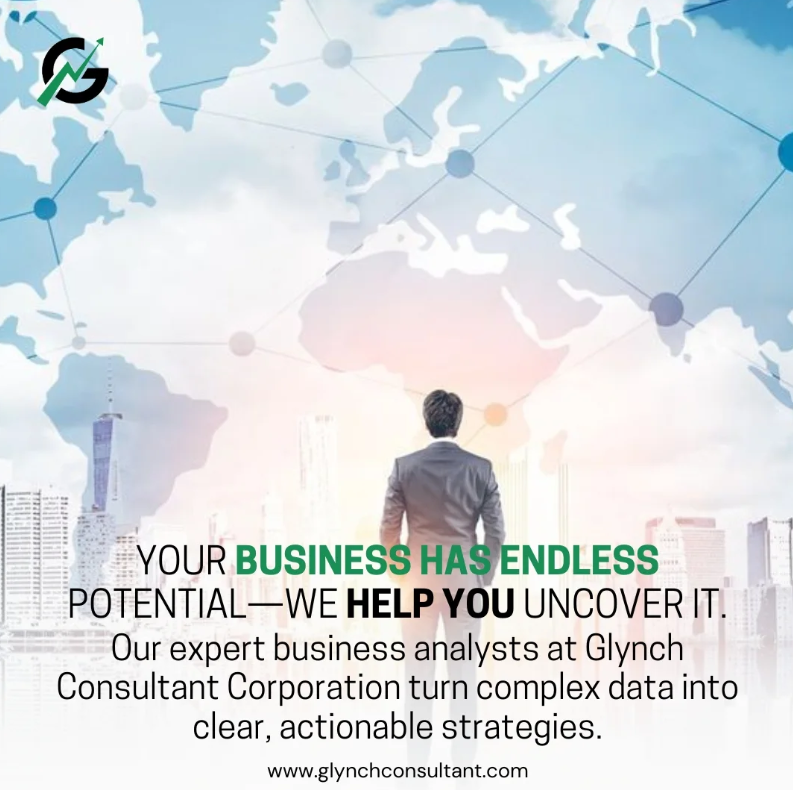 YOUR BUSINESS HAS ENDLESS
POTENTIAL—WE HELP YOU UNCOVER IT.
Our expert business analysts at Glynch
Consultant Corporation turn complex data into
clear, actionable strategies.
www.glynchconsultant.com